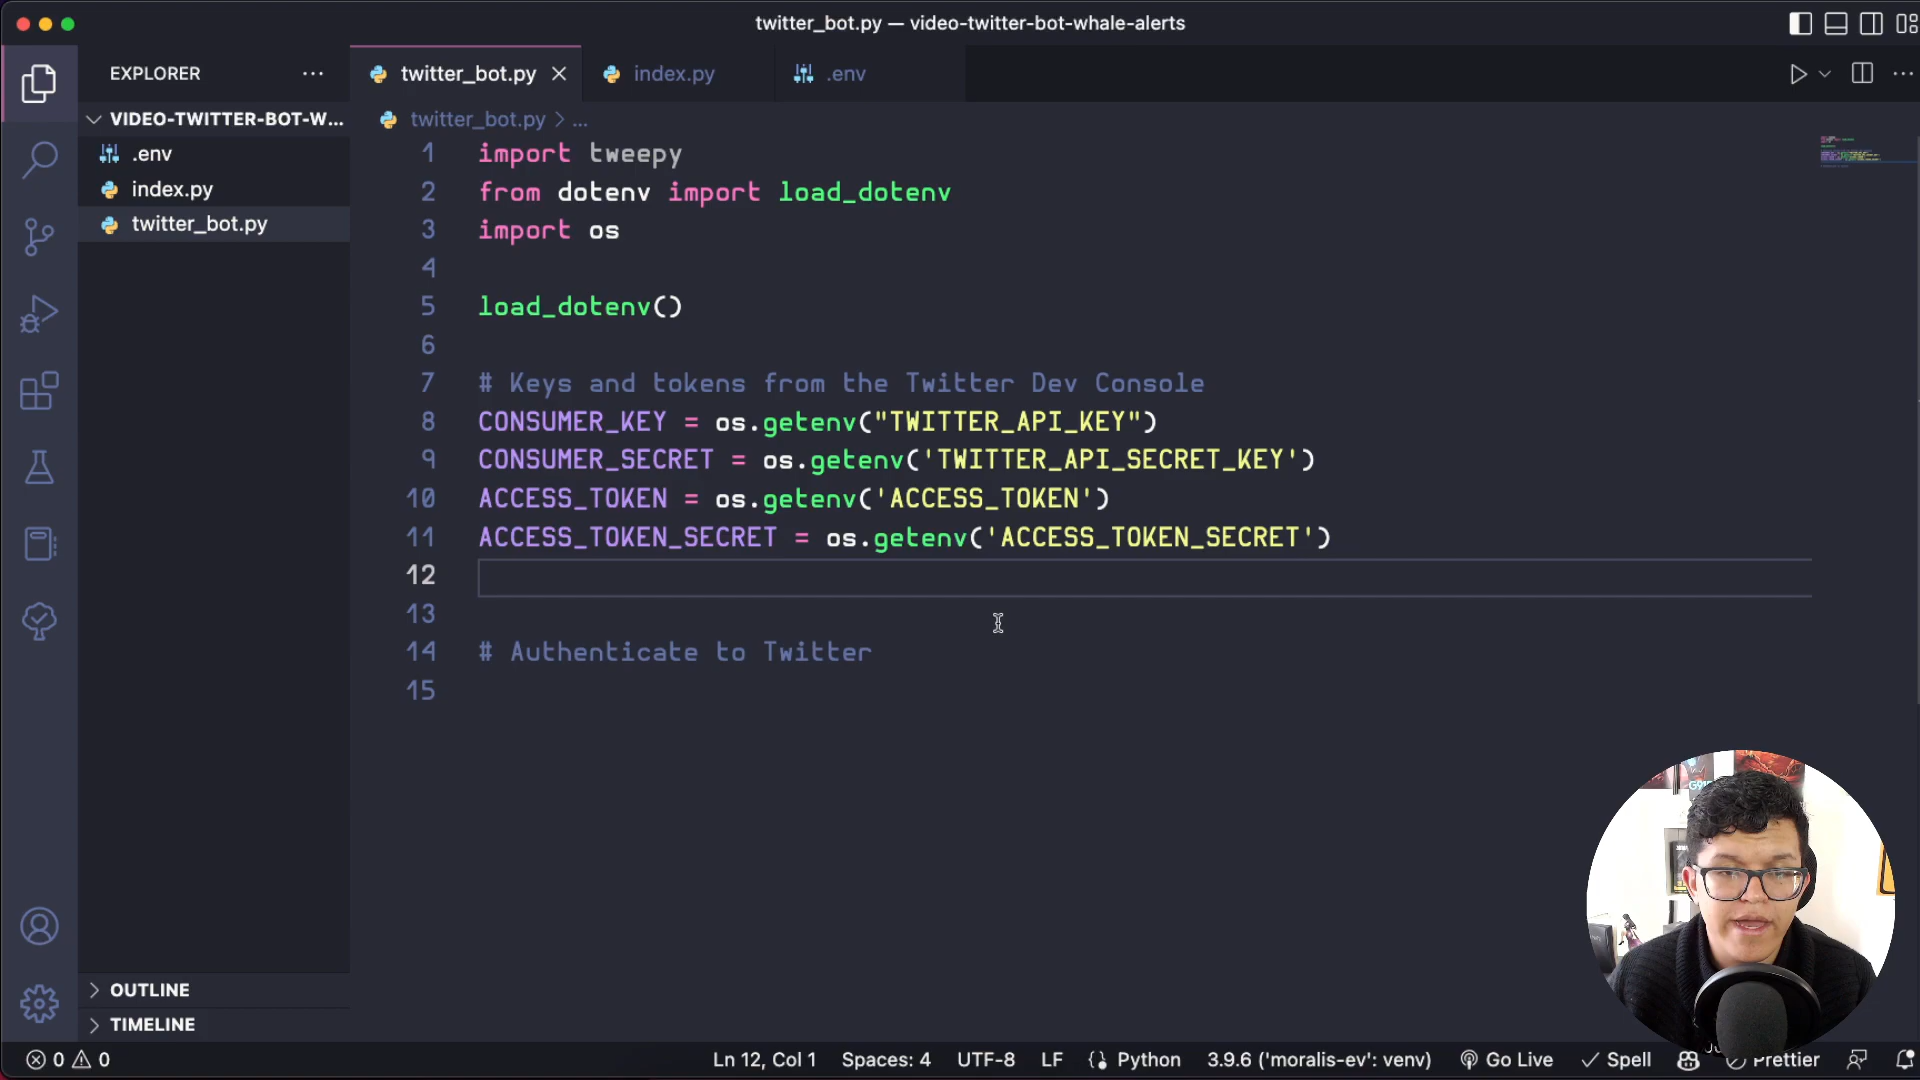 twitter_bot.py — video-twitter-bot-whale-alerts
EXPLORER
twitter_bot.py
index.py
.env
VIDEO-TWITTER-BOT-W...
.env
index.py
twitter_bot.py
twitter_bot.py > ...
1 import tweepy
2 from dotenv import load_dotenv
3 import os
4
5 load_dotenv()
6
7 # Keys and tokens from the Twitter Dev Console
8 CONSUMER_KEY = os.getenv("TWITTER_API_KEY")
9 CONSUMER_SECRET = os.getenv('TWITTER_API_SECRET_KEY')
10 ACCESS_TOKEN = os.getenv('ACCESS_TOKEN')
11 ACCESS_TOKEN_SECRET = os.getenv('ACCESS_TOKEN_SECRET')
12
13
14 # Authenticate to Twitter
15
OUTLINE
TIMELINE
0 0 Ln 12, Col 1 Spaces: 4 UTF-8 LF Python 3.9.6 ('moralis-ev': venv) Go Live Spell Prettier